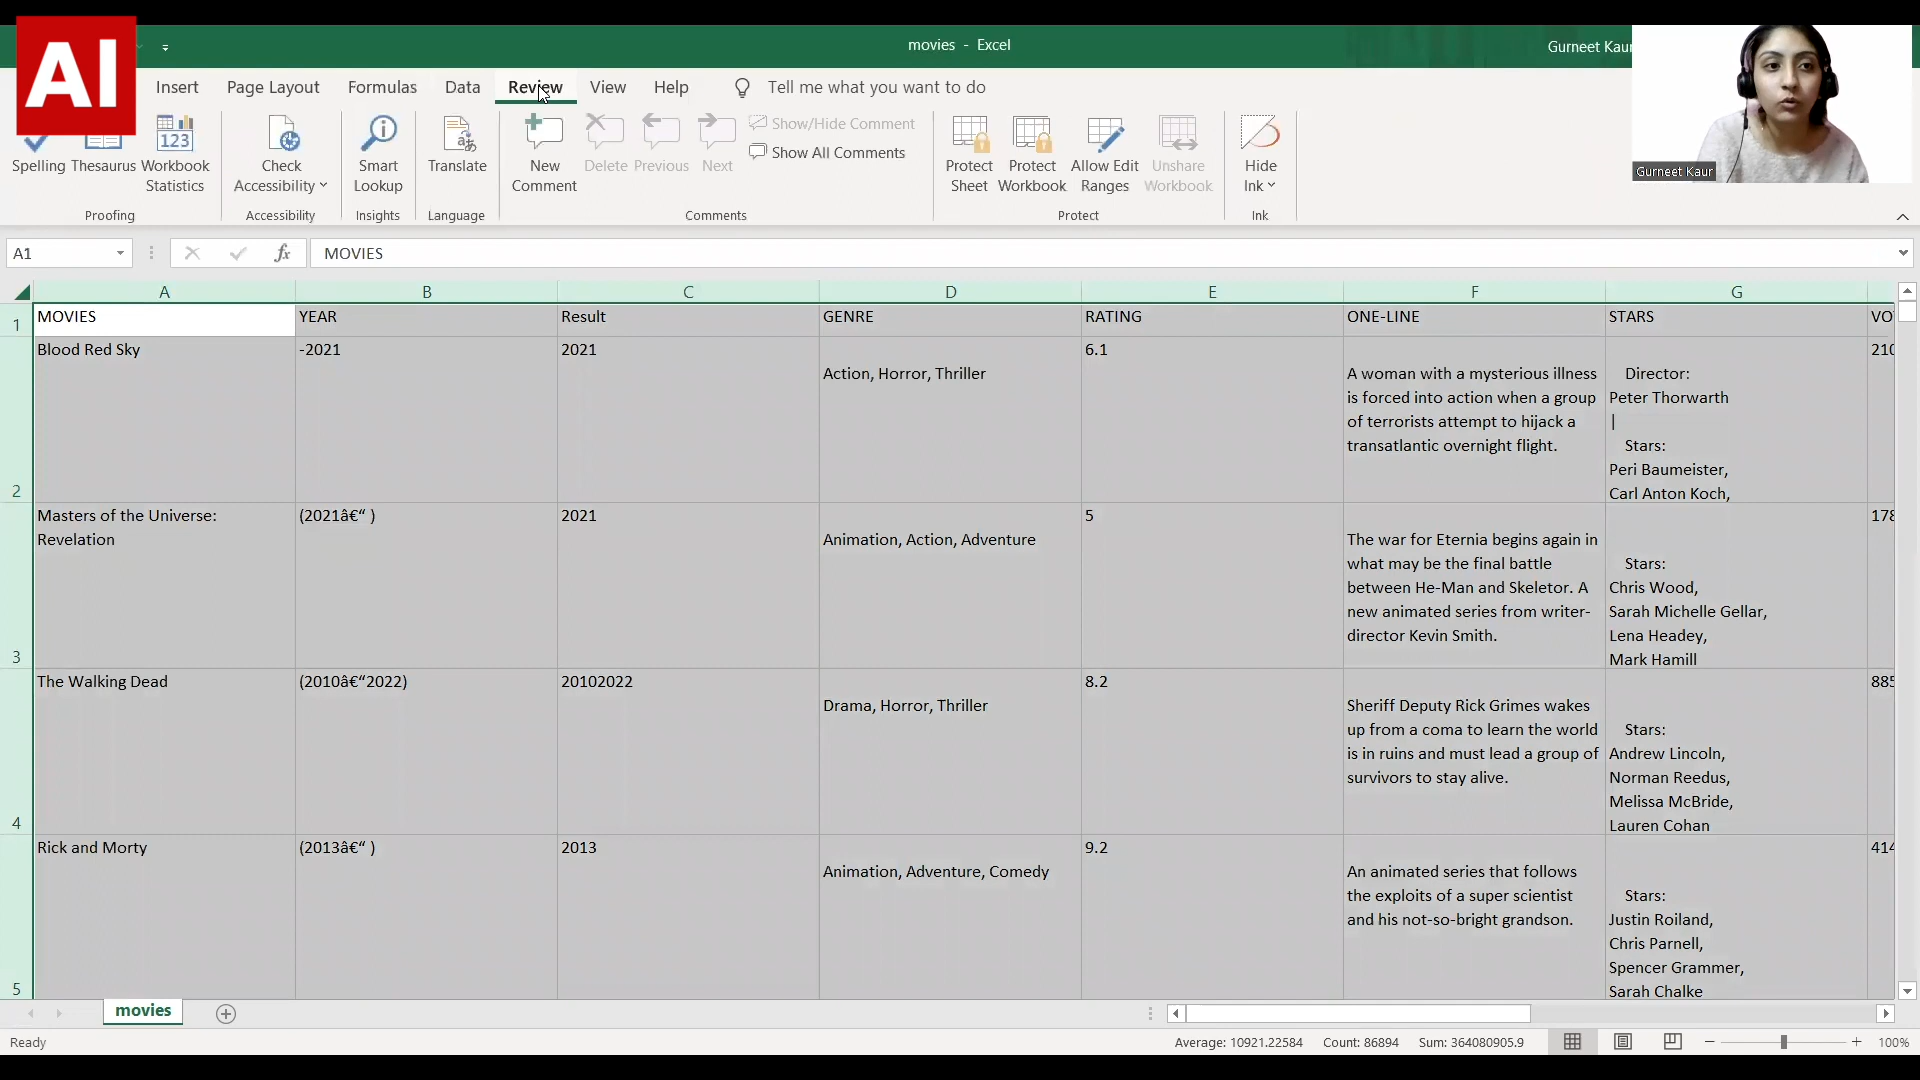 AI
movies - Excel
Gurneet Kaur
Insert Page Layout Formulas Data Review View Help Tell me what you want to do
Spelling Thesaurus Workbook Statistics
Check Accessibility
Smart Lookup
Translate
New Comment
Delete Previous Next
Show/Hide Comment
Show All Comments
Protect Sheet
Protect Workbook
Allow Edit Ranges
Unshare Workbook
Hide Ink
Gurneet Kaur
Proofing Accessibility Insights Language Comments Protect Ink
A1 fx MOVIES
A B C D E F G
1 MOVIES YEAR Result GENRE RATING ONE-LINE STARS
2
Blood Red Sky
-2021
2021
Action, Horror, Thriller
6.1
A woman with a mysterious illness
is forced into action when a group
of terrorists attempt to hijack a
transatlantic overnight flight.
Director:
Peter Thorwarth
|
Stars:
Peri Baumeister,
Carl Anton Koch,
210
3
Masters of the Universe:
Revelation
(2021â€“ )
2021
Animation, Action, Adventure
5
The war for Eternia begins again in
what may be the final battle
between He-Man and Skeletor. A
new animated series from writer-
director Kevin Smith.
Stars:
Chris Wood,
Sarah Michelle Gellar,
Lena Headey,
Mark Hamill
178
4
The Walking Dead
(2010â€“2022)
20102022
Drama, Horror, Thriller
8.2
Sheriff Deputy Rick Grimes wakes
up from a coma to learn the world
is in ruins and must lead a group of
survivors to stay alive.
Stars:
Andrew Lincoln,
Norman Reedus,
Melissa McBride,
Lauren Cohan
885
5
Rick and Morty
(2013â€“ )
2013
Animation, Adventure, Comedy
9.2
An animated series that follows
the exploits of a super scientist
and his not-so-bright grandson.
Stars:
Justin Roiland,
Chris Parnell,
Spencer Grammer,
Sarah Chalke
414
movies
Ready
Average: 10921.22584 Count: 86894 Sum: 364080905.9 100%